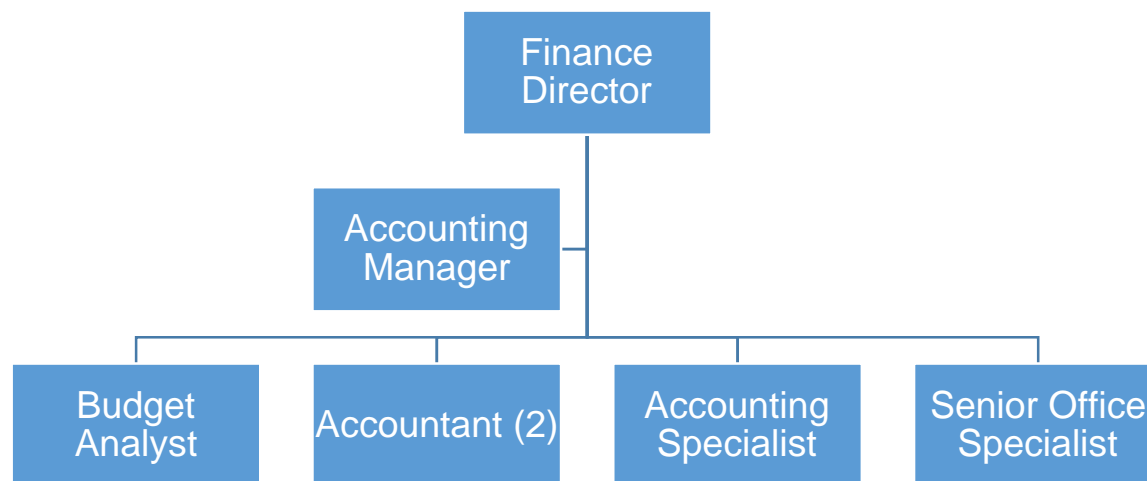 Finance
Director
Accounting
Manager
Budget
Analyst
Accountant (2)
Accounting
Specialist
Senior Office
Specialist